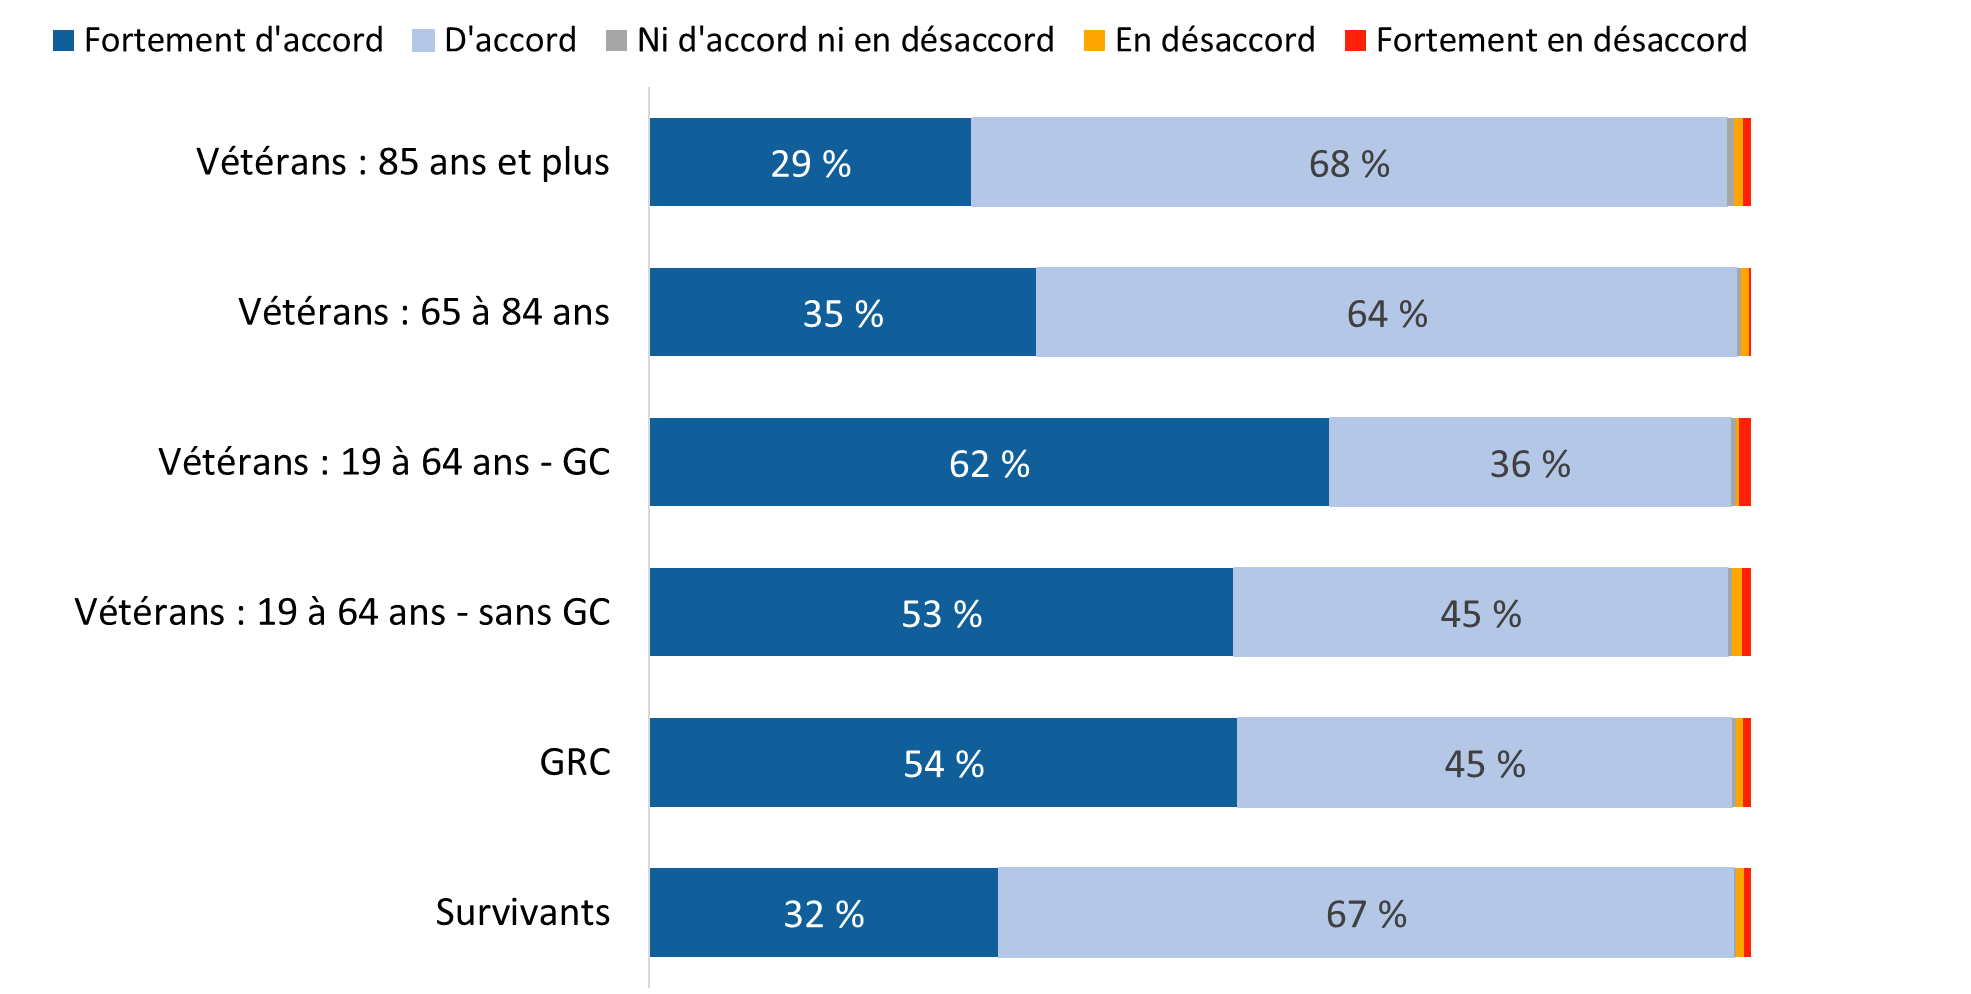 Fortement d'accord D'accord Ni d'accord ni en désaccord En désaccord Fortement en désaccord
Vétérans : 85 ans et plus 29 % 68 %
Vétérans : 65 à 84 ans 35 % 64 %
Vétérans : 19 à 64 ans - GC 62 % 36 %
Vétérans : 19 à 64 ans - sans GC 53 % 45 %
GRC 54 % 45 %
Survivants 32 % 67 %